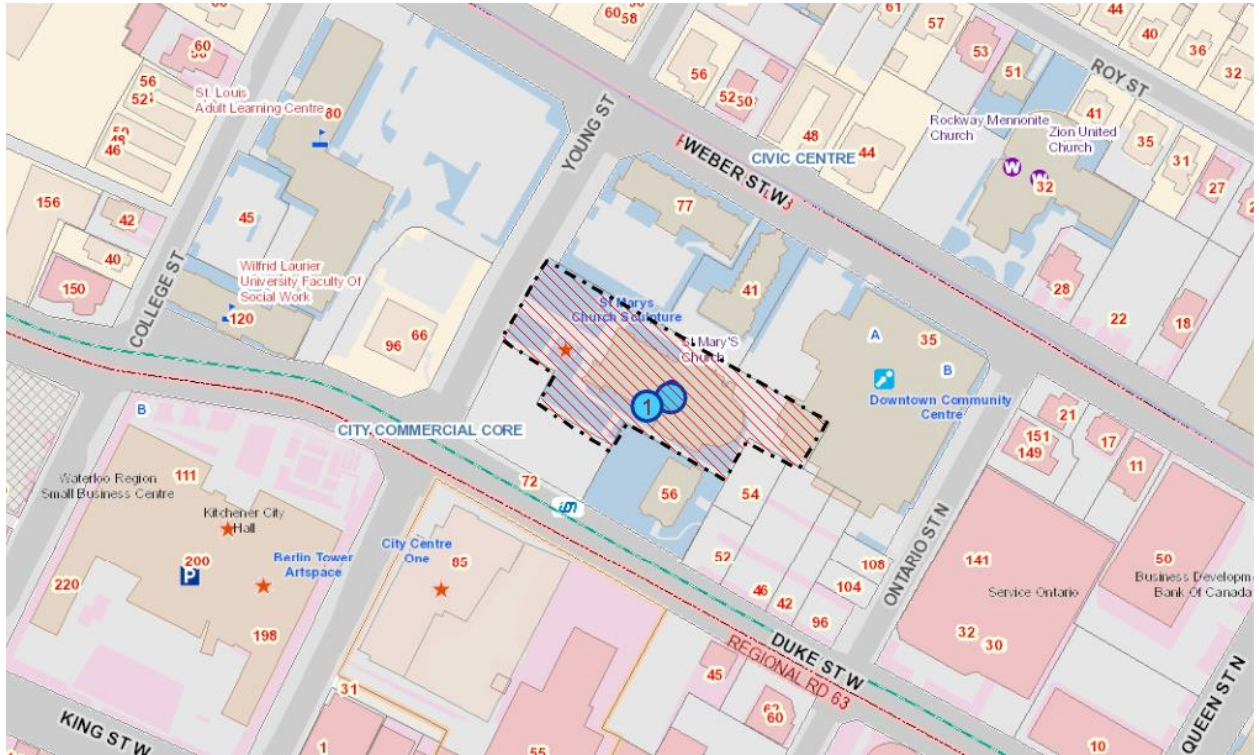 60
58
61
57
44
60
56
52
St. Louis
Adult Learning Centre
80
56
52
50
53
51
40
36
32
ROY ST
48
46
YOUNG ST
WEBER ST W
CIVIC CENTRE
48
44
Rockway Mennonite
Church
Zion United
Church
41
35
31
27
W
W
32
156
42
45
77
40
150
COLLEGE ST
Wilfrid Laurier
University Faculty Of
Social Work
120
96
66
41
St Marys
Church Sculpture
St Mary'S
Church
28
22
18
A
35
B
Downtown Community
Centre
1
B
CITY COMMERCIAL CORE
21
151
149
17
11
Waterloo Region
Small Business Centre
111
72
56
54
Kitchener City
Hall
200
P
Berlin Tower
Artspace
City Centre
One
85
52
46
42
96
104
108
ONTARIO ST N
141
Service Ontario
50
Business Developm
Bank Of Canada
220
198
32
30
DUKE ST W
REGIONAL RD 63
31
45
60
KING ST W
1
55
10
QUEEN ST N